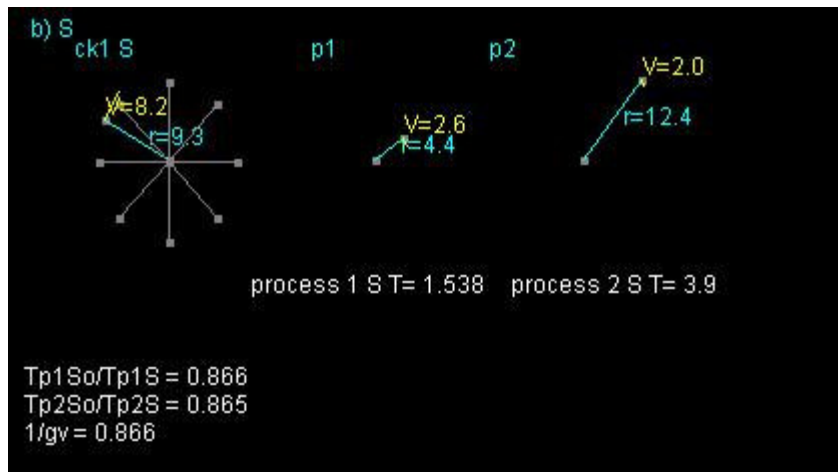 b) S
ck1 S p1 p2
V=2.0
V=8.2
r=12.4
V=2.6
r=9.3
r=4.4
process 1 S T= 1.538 process 2 S T= 3.9
Tp1So/Tp1S = 0.866
Tp2So/Tp2S = 0.865
1/gv = 0.866